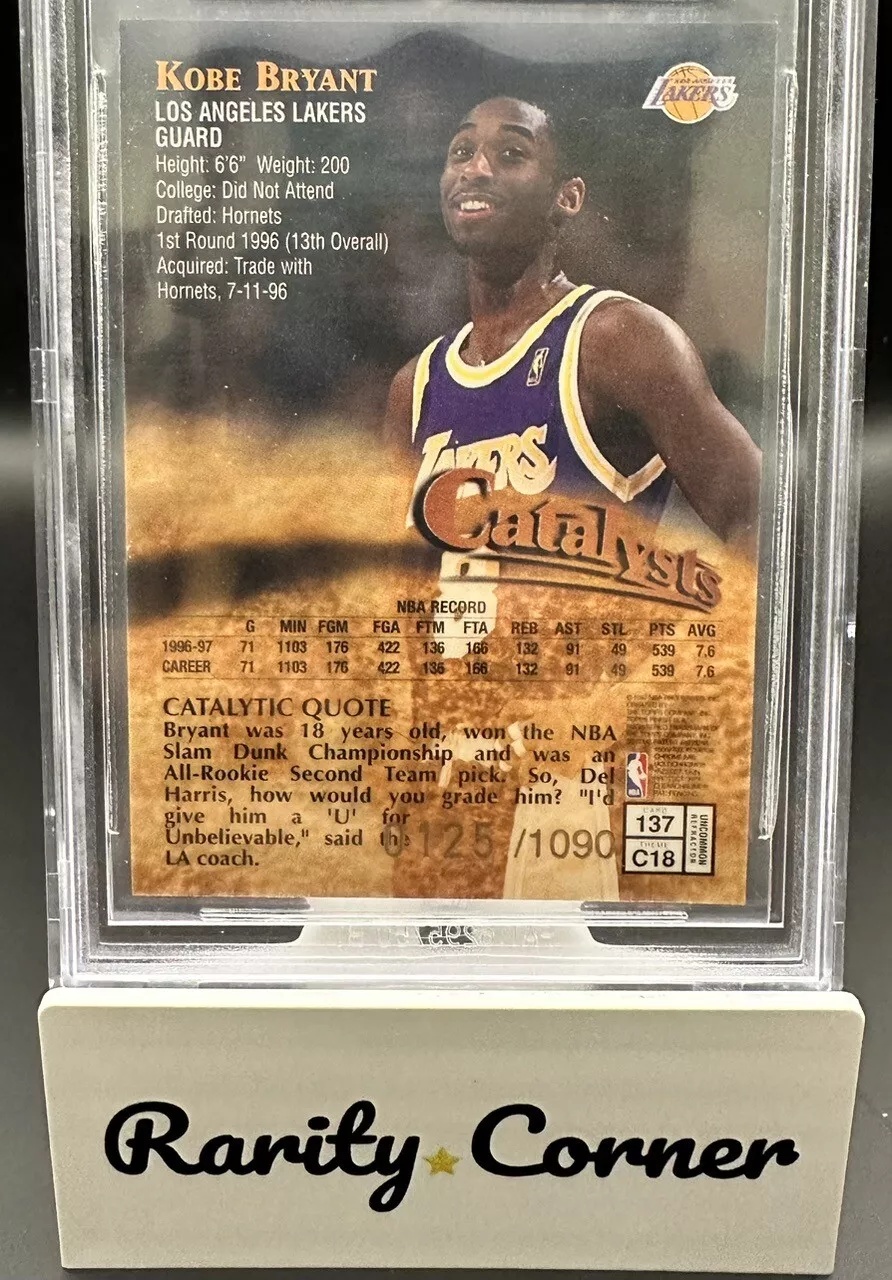 KOBE BRYANT
LOS ANGELES LAKERS
GUARD
Height: 6'6" Weight: 200
College: Did Not Attend
Drafted: Hornets
1st Round 1996 (13th Overall)
Acquired: Trade with
Hornets, 7-11-96
LAKERS
LAKERS
Catalysts
8
NBA RECORD
G MIN FGM FGA FTM FTA REB AST STL PTS AVG
1996-97 71 1103 176 422 136 166 132 91 49 539 7.6
CAREER 71 1103 176 422 136 166 132 91 49 539 7.6
CATALYTIC QUOTE
Bryant was 18 years old, won the NBA
Slam Dunk Championship and was an
All-Rookie Second Team pick. So, Del
Harris, how would you grade him? "I'd
give him a 'U' for
Unbelievable," said the
LA coach.
/1090
NBA
CARD
137
THEME
C18
UNCOMMON
REFRACTOR
Rarity Corner